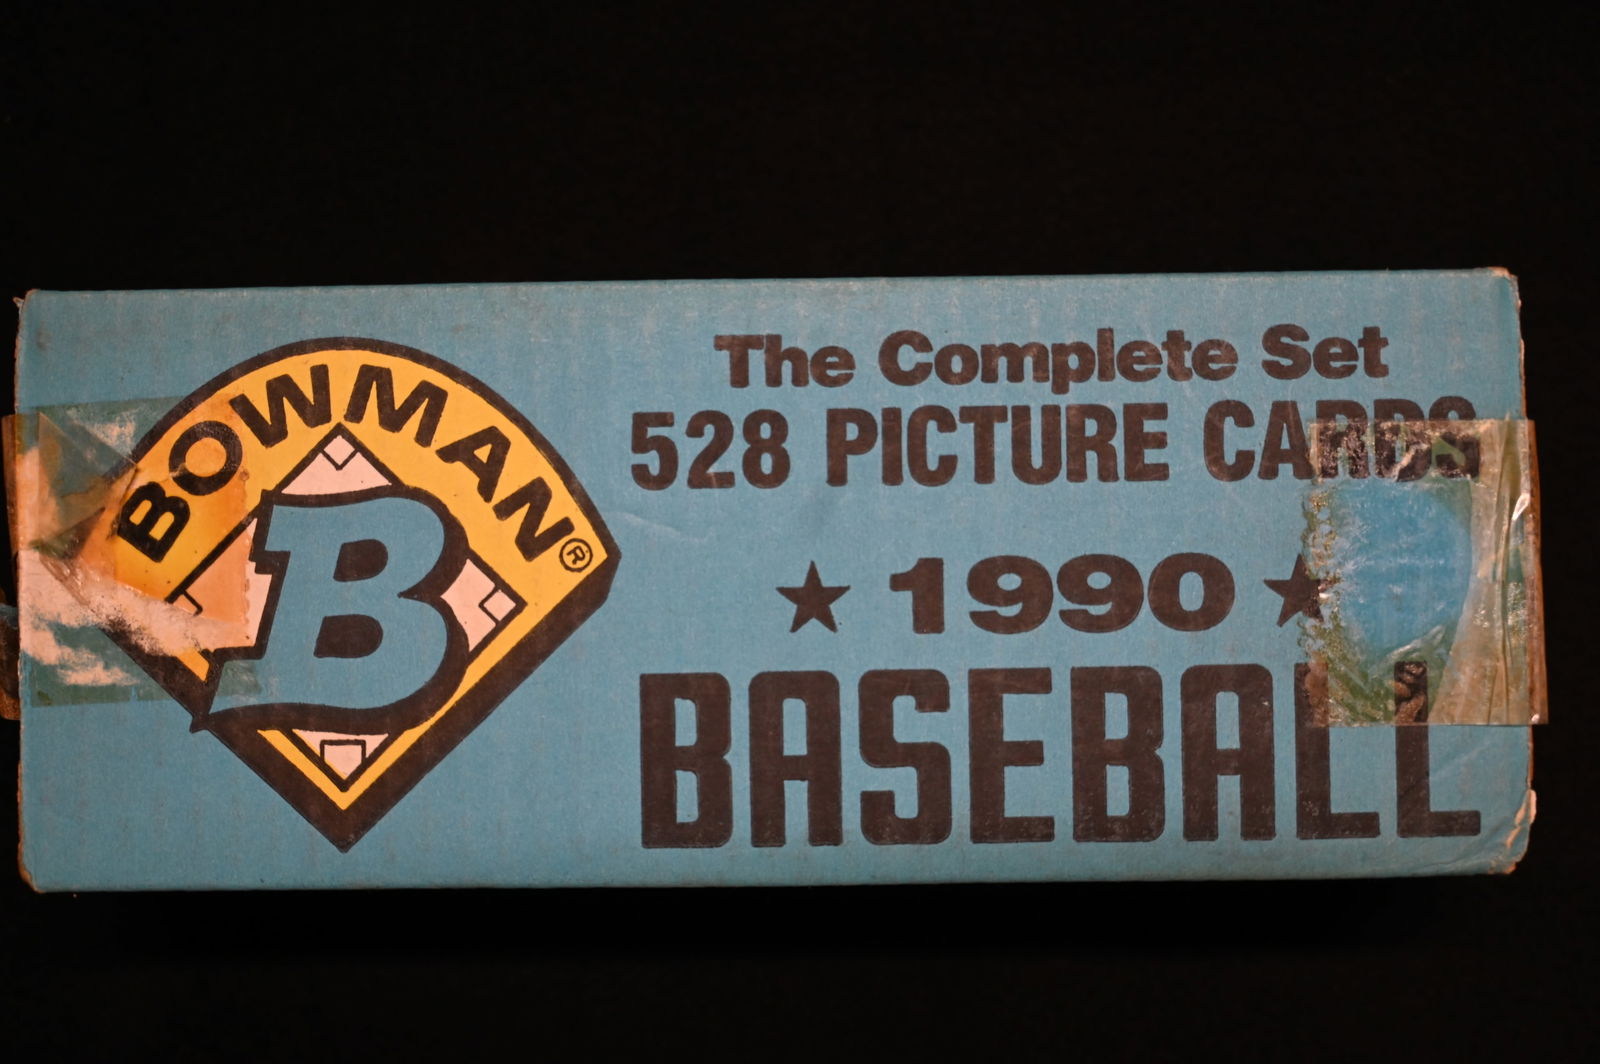 BOWMAN®
B
The Complete Set
528 PICTURE CARDS
★ 1990 ★
BASEBALL